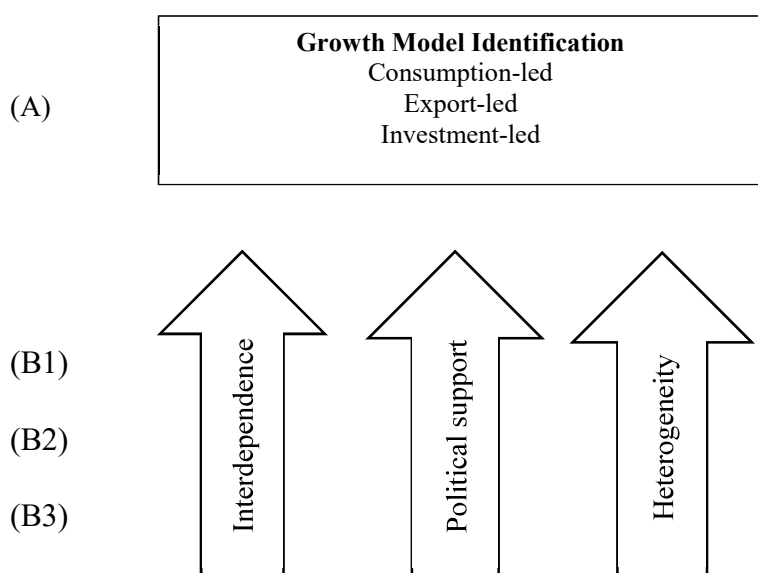 Growth Model Identification
Consumption-led
(A)
Export-led
Investment-led
(B1)
(B2)
(B3)
Interdependence
Political support
Heterogeneity